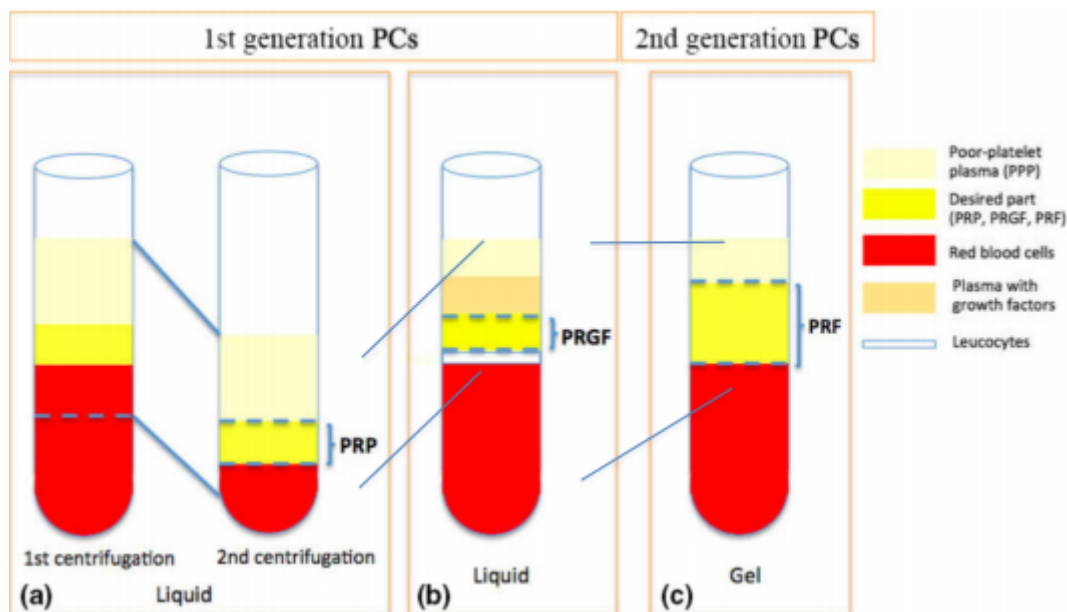 1st generation PCs
2nd generation PCs
Poor-platelet
plasma (PPP)
Desired part
(PRP, PRGF, PRF)
Red blood cells
Plasma with
growth factors
Leucocytes
PRP
PRGF
PRF
1st centrifugation
2nd centrifugation
(a)
Liquid
(b)
Liquid
(c)
Gel